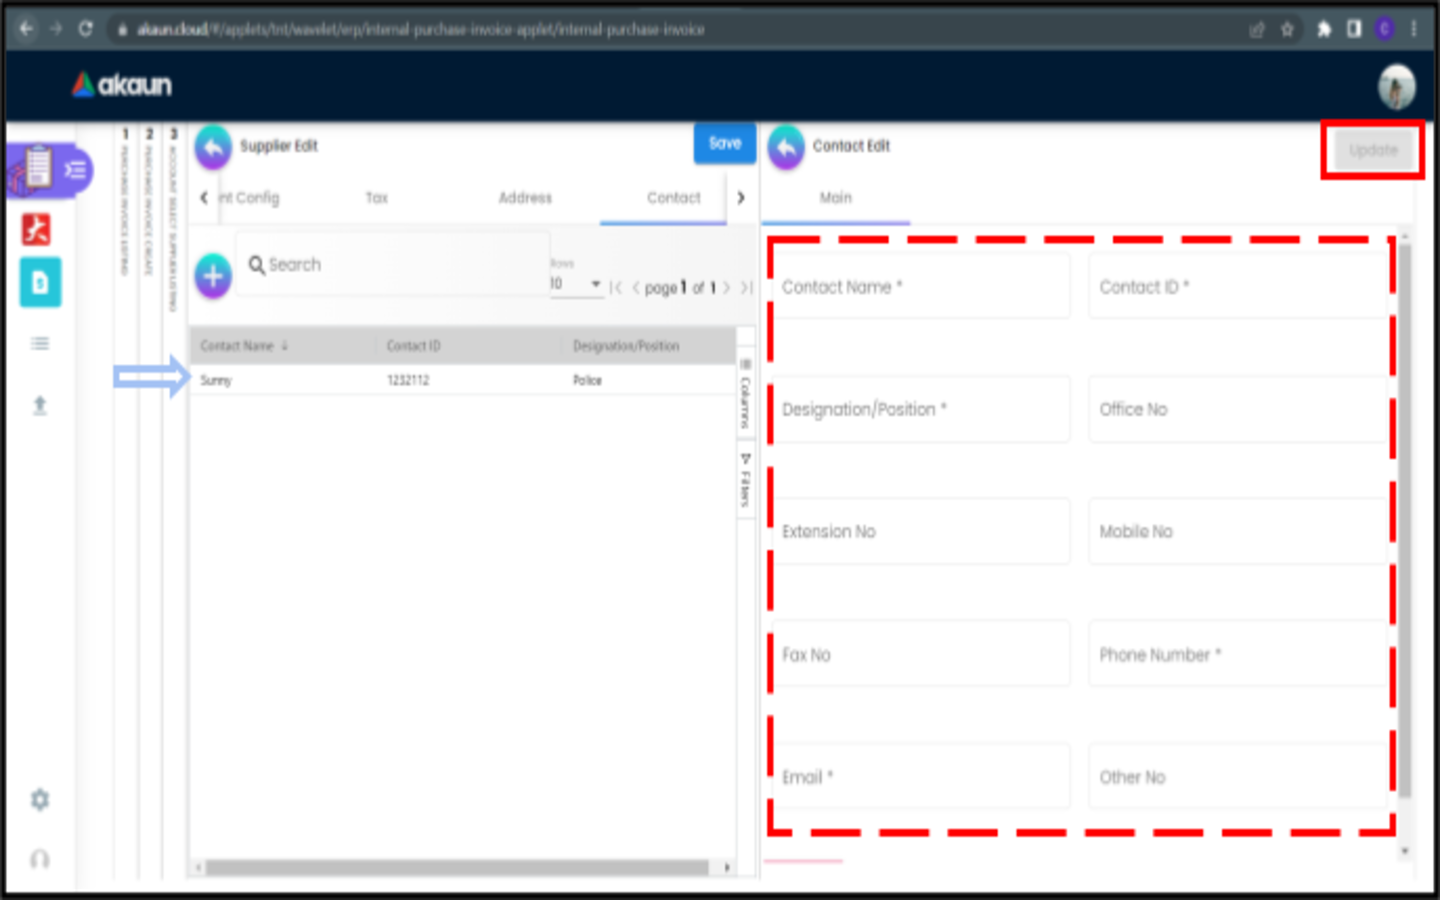 akaun.cloud/#/applets/tnt/wavelet/erp/internal-purchase-invoice-applet/internal-purchase-invoice
akaun
1 PURCHASE INVOICE LISTING
2 PURCHASE INVOICE CREATE
3 ACCOUNT SELECT SUPPLIER LISTING
Supplier Edit
Save
nt Config
Tax
Address
Contact
Search
Rows
10
page 1 of 1
Contact Name
Contact ID
Designation/Position
Sunny
1232112
Police
Columns
Filters
Contact Edit
Update
Main
Contact Name *
Contact ID *
Designation/Position *
Office No
Extension No
Mobile No
Fax No
Phone Number *
Email *
Other No